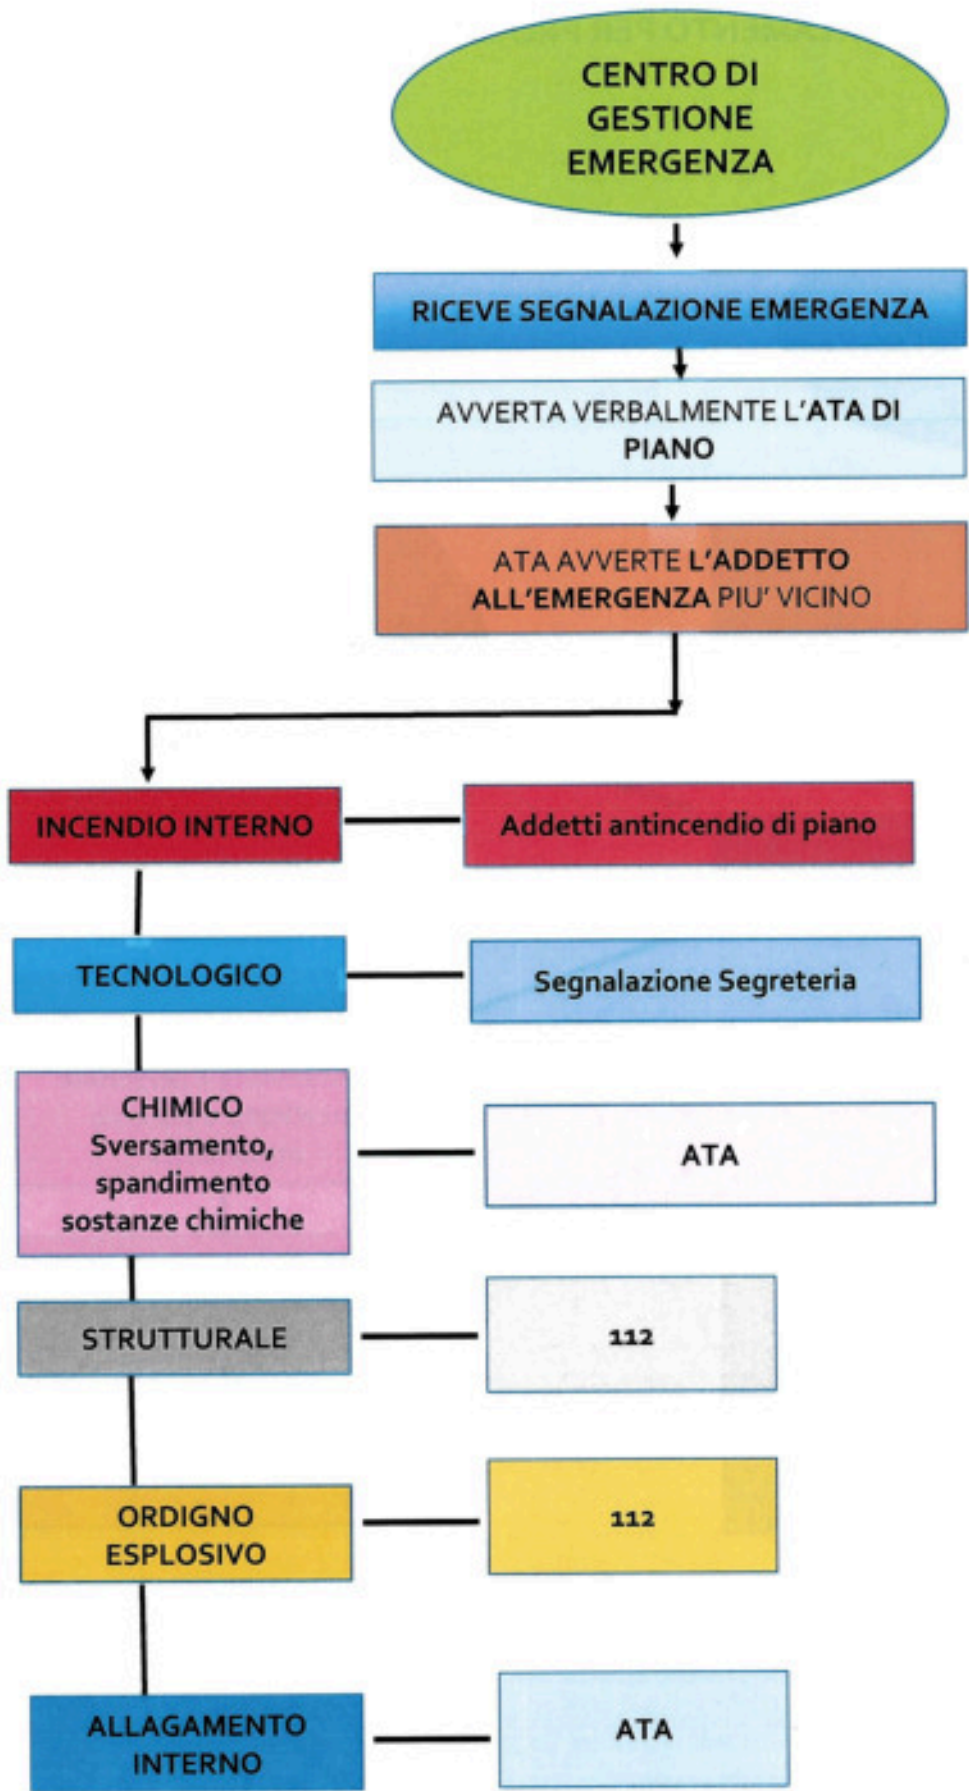 CENTRO DI
GESTIONE
EMERGENZA
RICEVE SEGNALAZIONE EMERGENZA
AVVERTA VERBALMENTE L'ATA DI
PIANO
ATA AVVERTE L'ADDETTO
ALL'EMERGENZA PIU' VICINO
INCENDIO INTERNO
Addetti antincendio di piano
TECNOLOGICO
Segnalazione Segreteria
CHIMICO
Sversamento,
spandimento
sostanze chimiche
ATA
STRUTTURALE
112
ORDIGNO
ESPLOSIVO
112
ALLAGAMENTO
INTERNO
ATA